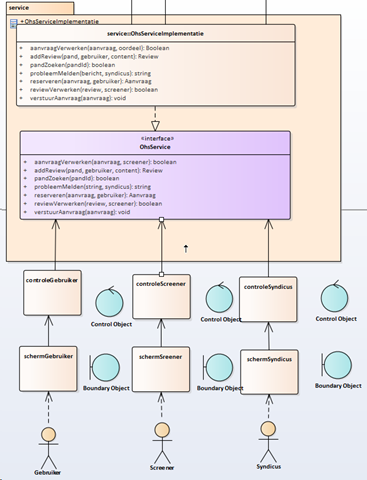 service
+ OhsServiceImplementatie
service::OhsServiceImplementatie
+ aanvraagVerwerken(aanvraag, oordeel): Boolean
+ addReview(pand, gebruiker, content): Review
+ pandZoeken(pandId): boolean
+ probleemMelden(bericht, syndicus): string
+ reserveren(aanvraag, gebruiker): Aanvraag
+ reviewVerwerken(review, screener): boolean
+ verstuurAanvraag(aanvraag): void
«interface»
OhsService
+ aanvraagVerwerken(aanvraag, screener): boolean
+ addReview(pand, gebruiker, content): Review
+ pandZoeken(pandId): boolean
+ probleemMelden(string, syndicus): string
+ reserveren(aanvraag, gebruiker): Aanvraag
+ reviewVerwerken(review, screener): boolean
+ verstuurAanvraag(aanvraag): void
controleGebruiker
controleScreener
controleSyndicus
Control Object
Control Object
Control Object
schermGebruiker
schermSreener
schermSyndicus
Boundary Object
Boundary Object
Boundary Object
Gebruiker
Screener
Syndicus